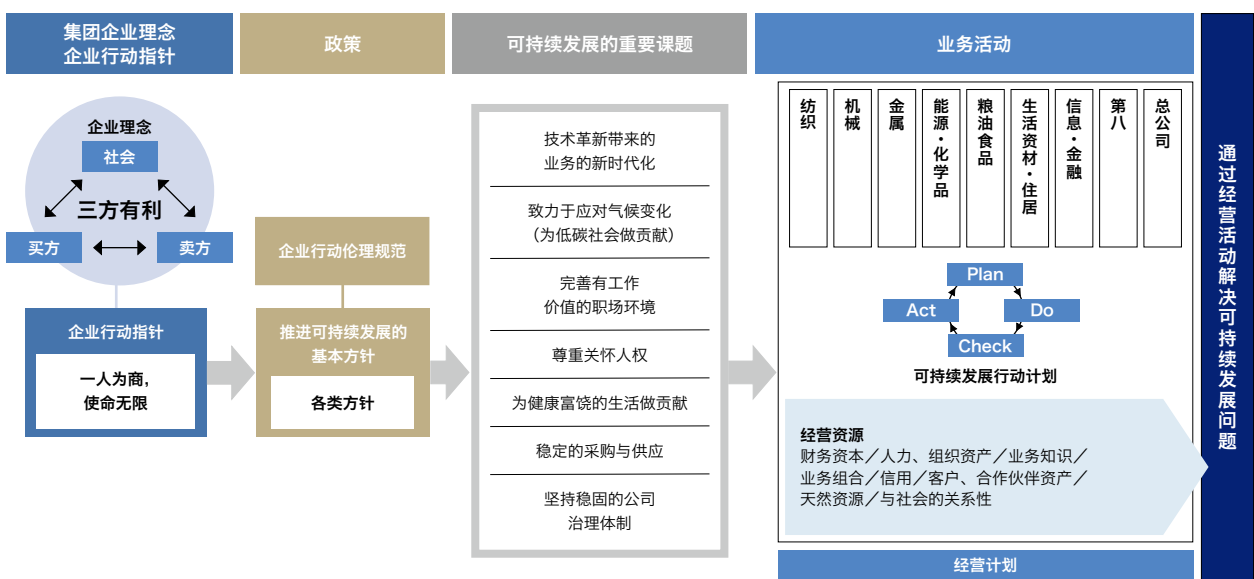 集团企业理念
企业行动指针
政策
可持续发展的重要课题
业务活动
企业理念
社会
三方有利
买方
卖方
企业行动指针
一人为商，
使命无限
企业行动伦理规范
推进可持续发展的
基本方针
各类方针
技术革新带来的
业务的新时代化
致力于应对气候变化
（为低碳社会做贡献）
完善有工作
价值的职场环境
尊重关怀人权
为健康富饶的生活做贡献
稳定的采购与供应
坚持稳固的公司
治理体制
纺织
机械
金属
能源・化学品
粮油食品
生活资材・住居
信息・金融
第八
总公司
Plan
Act
Do
Check
可持续发展行动计划
经营资源
财务资本／人力、组织资产／业务知识／
业务组合／信用／客户、合作伙伴资产／
天然资源／与社会的关系性
经营计划
通过经营活动解决可持续发展问题